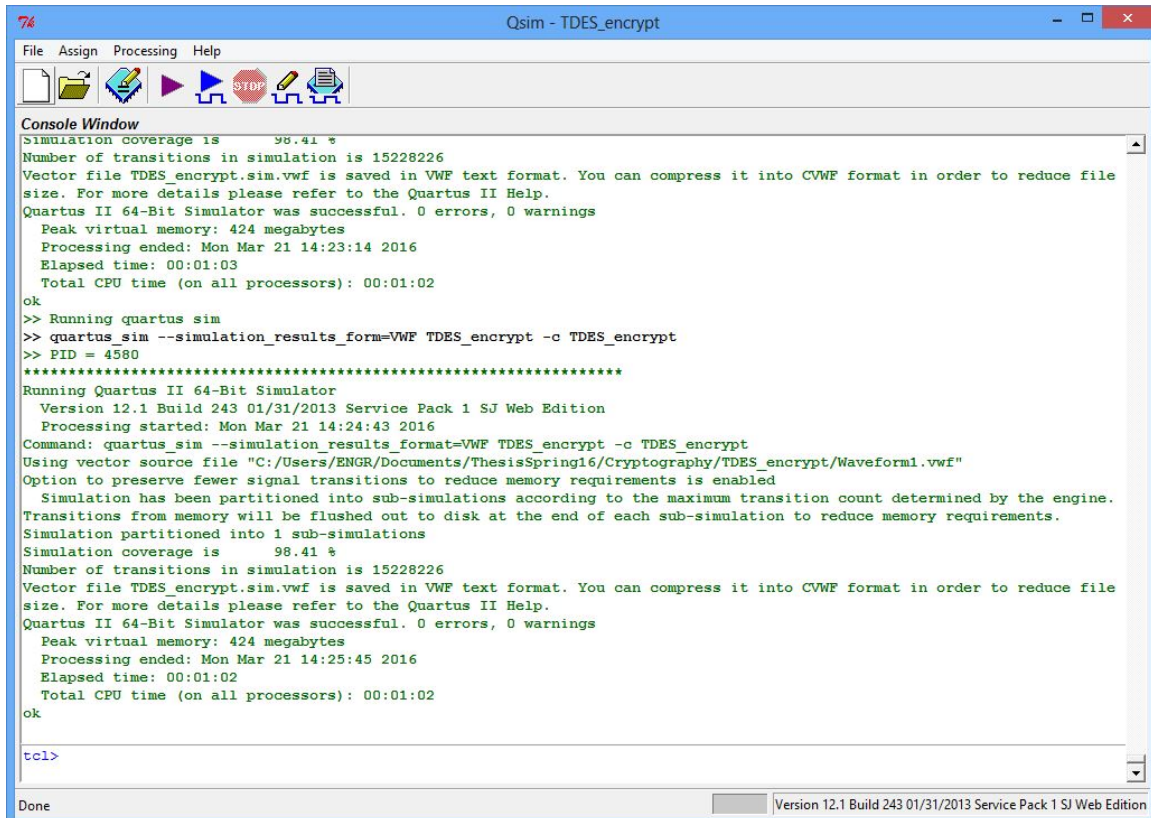 Qsim - TDES_encrypt
File Assign Processing Help
STOP
Console Window
Simulation coverage is 98.41 %
Number of transitions in simulation is 15228226
Vector file TDES_encrypt.sim.vwf is saved in VWF text format. You can compress it into CVWF format in order to reduce file
size. For more details please refer to the Quartus II Help.
Quartus II 64-Bit Simulator was successful. 0 errors, 0 warnings
Peak virtual memory: 424 megabytes
Processing ended: Mon Mar 21 14:23:14 2016
Elapsed time: 00:01:03
Total CPU time (on all processors): 00:01:02
ok
>> Running quartus sim
>> quartus_sim --simulation_results_form=VWF TDES_encrypt -c TDES_encrypt
>> PID = 4580
*******************************************************************
Running Quartus II 64-Bit Simulator
Version 12.1 Build 243 01/31/2013 Service Pack 1 SJ Web Edition
Processing started: Mon Mar 21 14:24:43 2016
Command: quartus_sim --simulation_results_format=VWF TDES_encrypt -c TDES_encrypt
Using vector source file "C:/Users/ENGR/Documents/ThesisSpring16/Cryptography/TDES_encrypt/Waveform1.vwf"
Option to preserve fewer signal transitions to reduce memory requirements is enabled
Simulation has been partitioned into sub-simulations according to the maximum transition count determined by the engine.
Transitions from memory will be flushed out to disk at the end of each sub-simulation to reduce memory requirements.
Simulation partitioned into 1 sub-simulations
Simulation coverage is 98.41 %
Number of transitions in simulation is 15228226
Vector file TDES_encrypt.sim.vwf is saved in VWF text format. You can compress it into CVWF format in order to reduce file
size. For more details please refer to the Quartus II Help.
Quartus II 64-Bit Simulator was successful. 0 errors, 0 warnings
Peak virtual memory: 424 megabytes
Processing ended: Mon Mar 21 14:25:45 2016
Elapsed time: 00:01:02
Total CPU time (on all processors): 00:01:02
ok
tcl>
Done
Version 12.1 Build 243 01/31/2013 Service Pack 1 SJ Web Edition